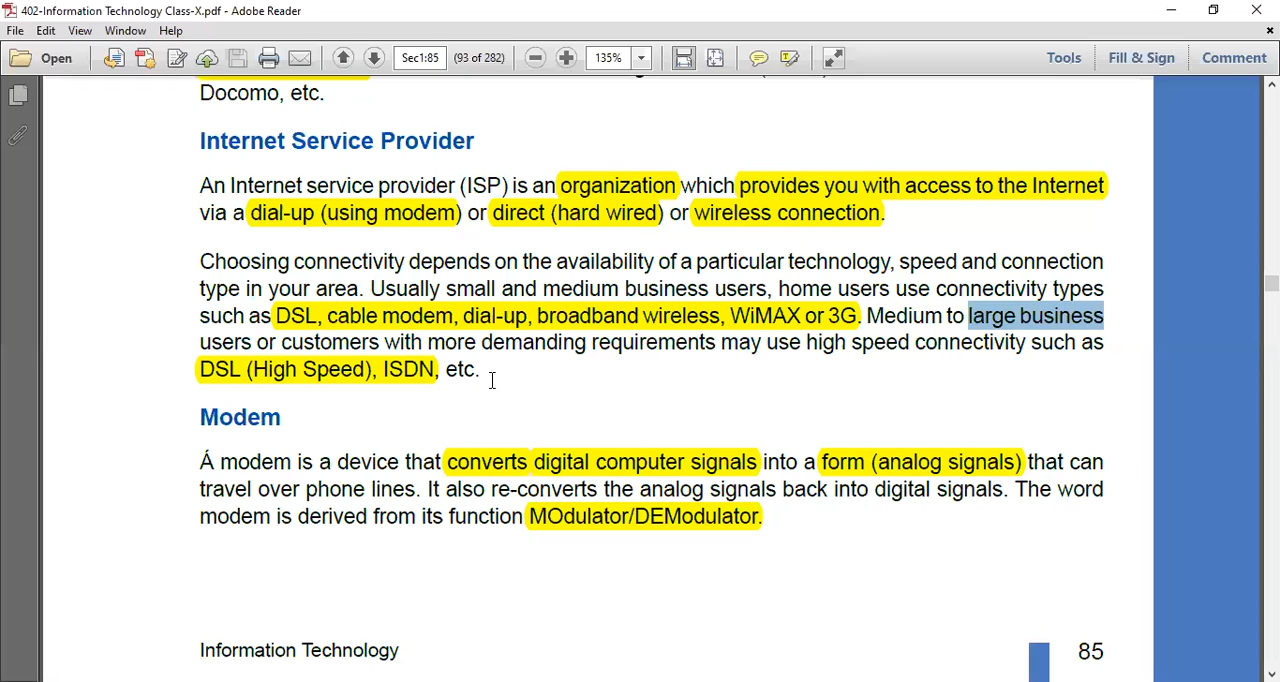 402-Information Technology Class-X.pdf - Adobe Reader
File Edit View Window Help
Open Sec1:85 (93 of 282) 135% Tools Fill & Sign Comment
Docomo, etc.
Internet Service Provider
An Internet service provider (ISP) is an organization which provides you with access to the Internet
via a dial-up (using modem) or direct (hard wired) or wireless connection.
Choosing connectivity depends on the availability of a particular technology, speed and connection
type in your area. Usually small and medium business users, home users use connectivity types
such as DSL, cable modem, dial-up, broadband wireless, WiMAX or 3G. Medium to large business
users or customers with more demanding requirements may use high speed connectivity such as
DSL (High Speed), ISDN, etc.
Modem
Á modem is a device that converts digital computer signals into a form (analog signals) that can
travel over phone lines. It also re-converts the analog signals back into digital signals. The word
modem is derived from its function MOdulator/DEModulator.
Information Technology 85